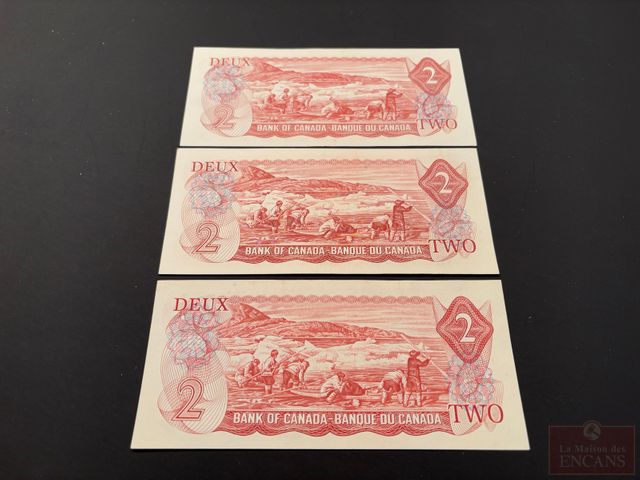 DEUX
2
2
BANK OF CANADA-BANQUE DU CANADA
TWO
DEUX
2
2
BANK OF CANADA-BANQUE DU CANADA
TWO
DEUX
2
2
BANK OF CANADA-BANQUE DU CANADA
TWO
La Maison des
ENCANS